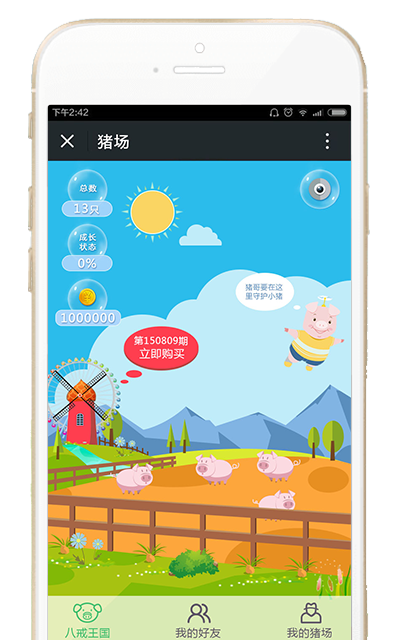 下午2:42
猪场
总数
13只
成长
状态
0%
1000000
猪哥要在这
里守护小猪
第150809期
立即购买
八戒王国
我的好友
我的猪场